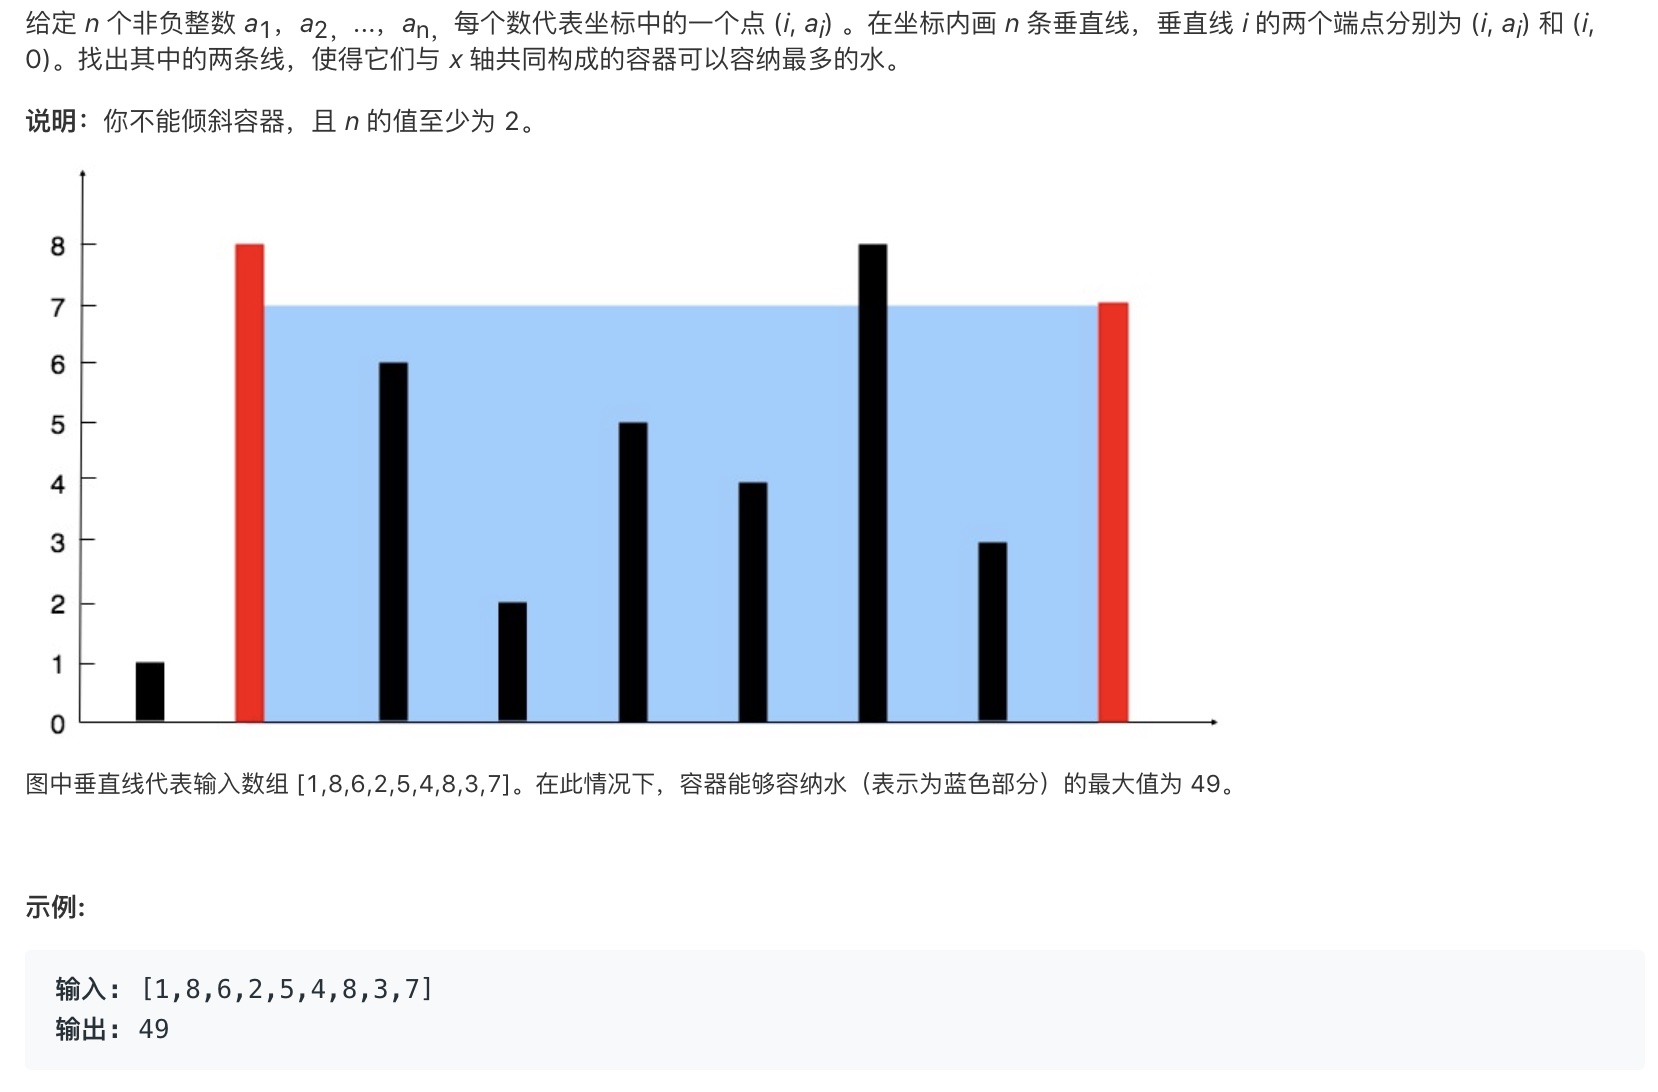 给定 n 个非负整数 a1，a2，...，an，每个数代表坐标中的一个点 (i, ai) 。在坐标内画 n 条垂直线，垂直线 i 的两个端点分别为 (i, ai) 和 (i,
0)。找出其中的两条线，使得它们与 x 轴共同构成的容器可以容纳最多的水。
说明：你不能倾斜容器，且 n 的值至少为 2。
8
7
6
5
4
3
2
1
0
图中垂直线代表输入数组 [1,8,6,2,5,4,8,3,7]。在此情况下，容器能够容纳水（表示为蓝色部分）的最大值为 49。
示例:
输入: [1,8,6,2,5,4,8,3,7]
输出: 49